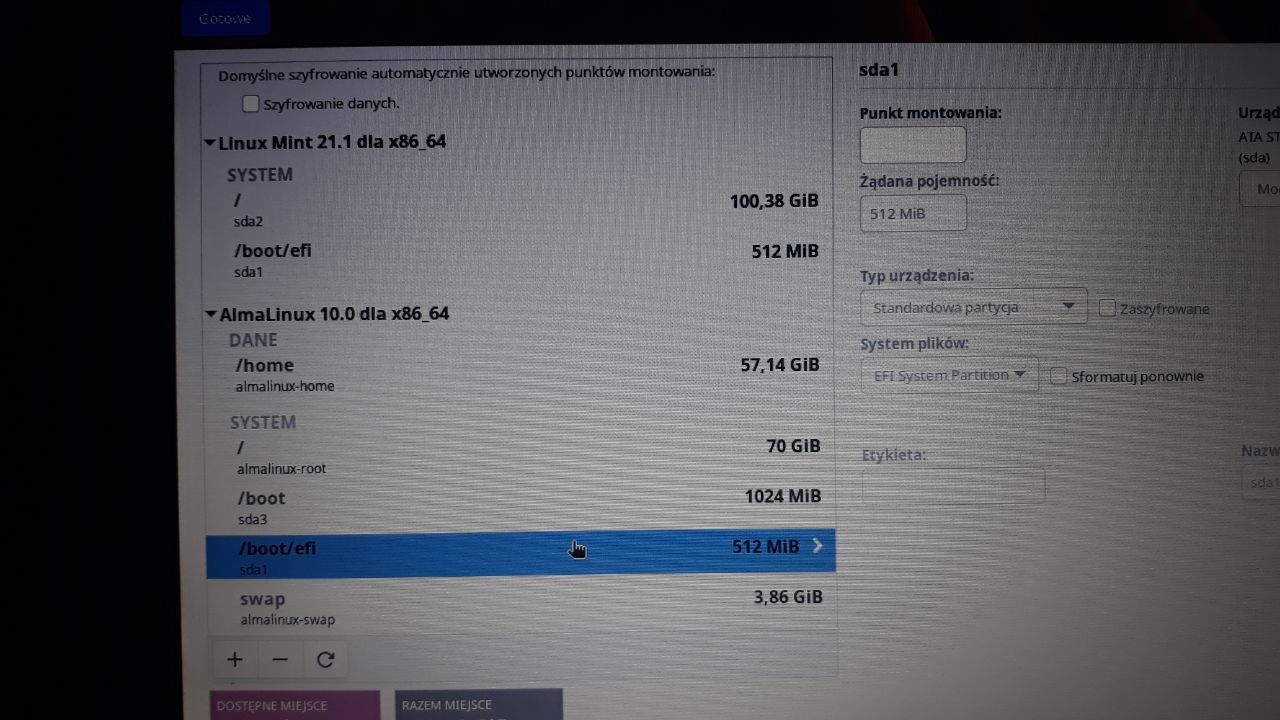 Gotowe
Domyślne szyfrowanie automatycznie utworzonych punktów montowania:
Szyfrowanie danych.
Linux Mint 21.1 dla x86_64
SYSTEM
/ 100,38 GiB
sda2
/boot/efi 512 MiB
sda1
AlmaLinux 10.0 dla x86_64
DANE
/home 57,14 GiB
almalinux-home
SYSTEM
/ 70 GiB
almalinux-root
/boot 1024 MiB
sda3
/boot/efi 512 MiB
sda1
swap 3,86 GiB
almalinux-swap
+ −
DOSTĘPNE MIEJSCE
RAZEM MIEJSCE
sda1
Punkt montowania:
Żądana pojemność:
512 MiB
Typ urządzenia:
Standardowa partycja
Zaszyfrowane
System plików:
EFI System Partition
Sformatuj ponownie
Etykieta:
Urząd
ATA ST
(sda)
Mo
Nazw
sda1